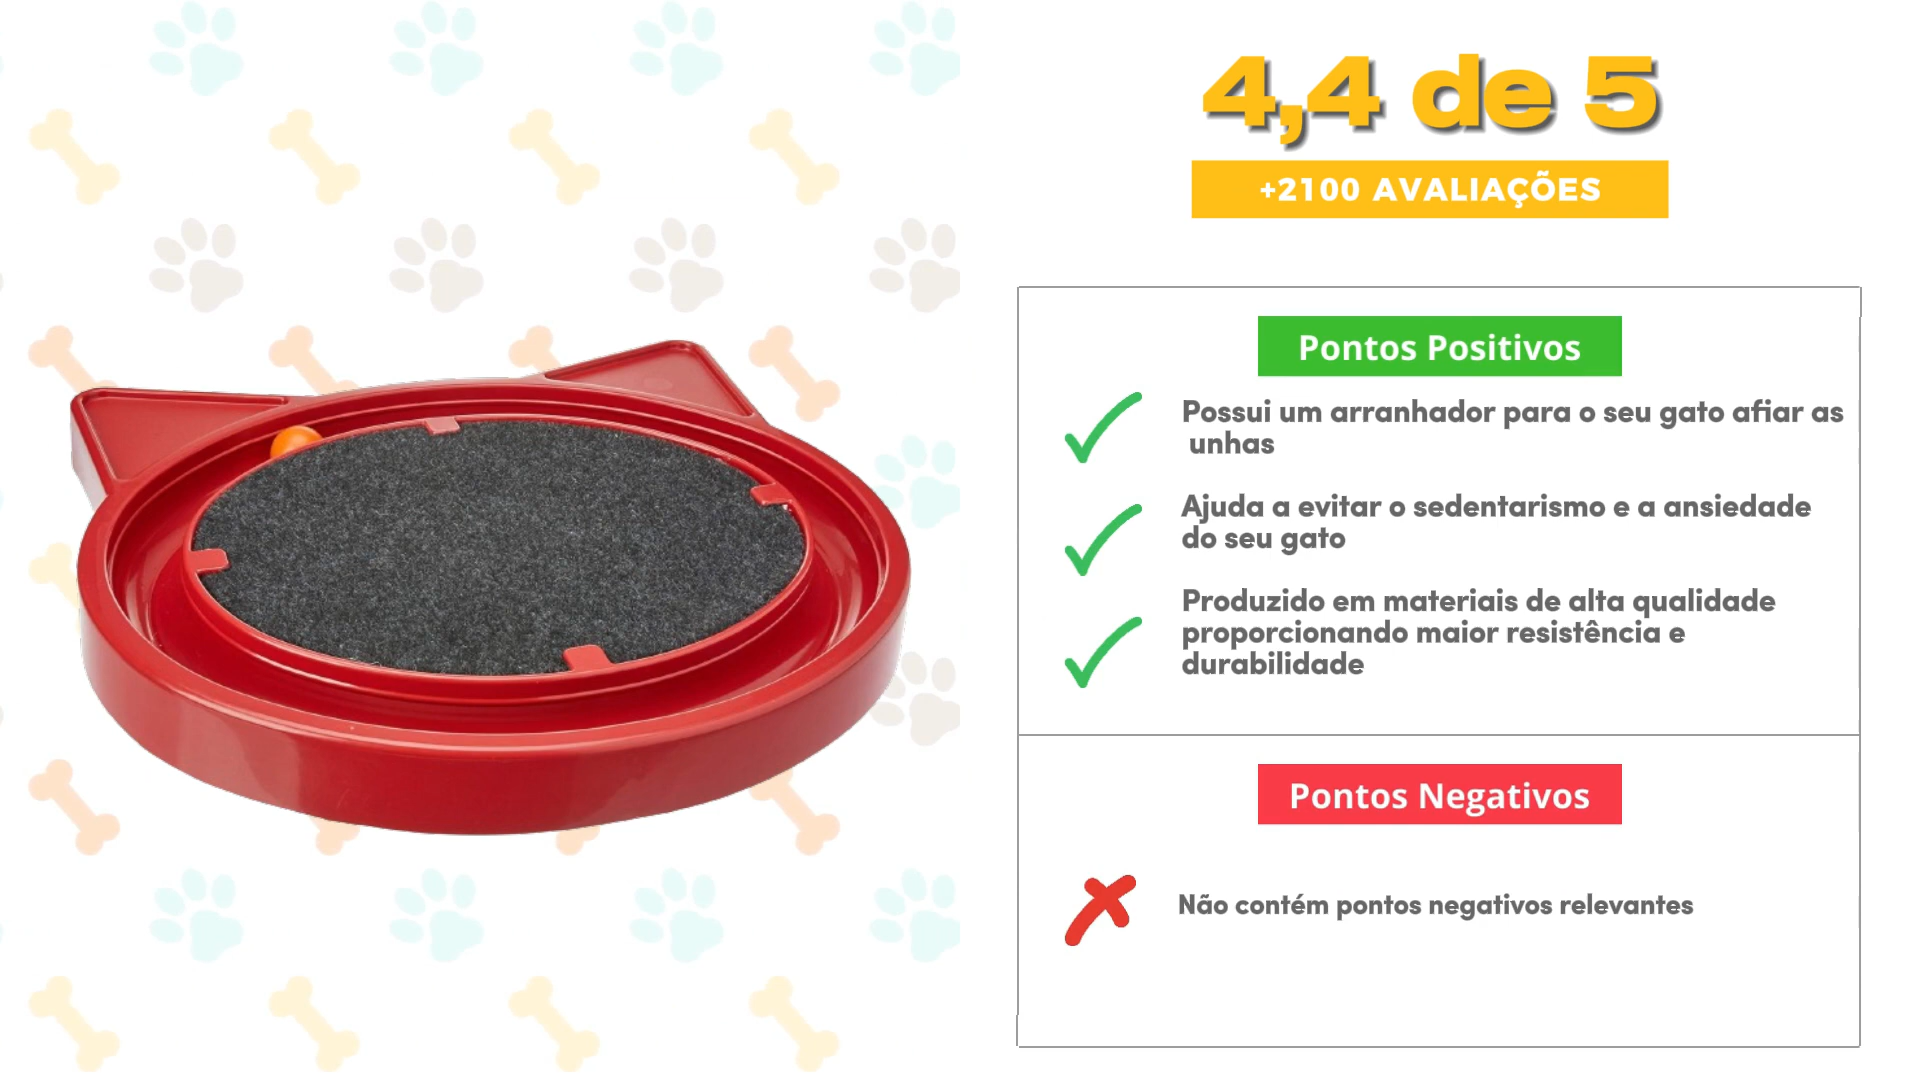 4,4 de 5
+2100 AVALIAÇÕES
Pontos Positivos
Possui um arranhador para o seu gato afiar as
unhas
Ajuda a evitar o sedentarismo e a ansiedade
do seu gato
Produzido em materiais de alta qualidade
proporcionando maior resistência e
durabilidade
Pontos Negativos
Não contém pontos negativos relevantes